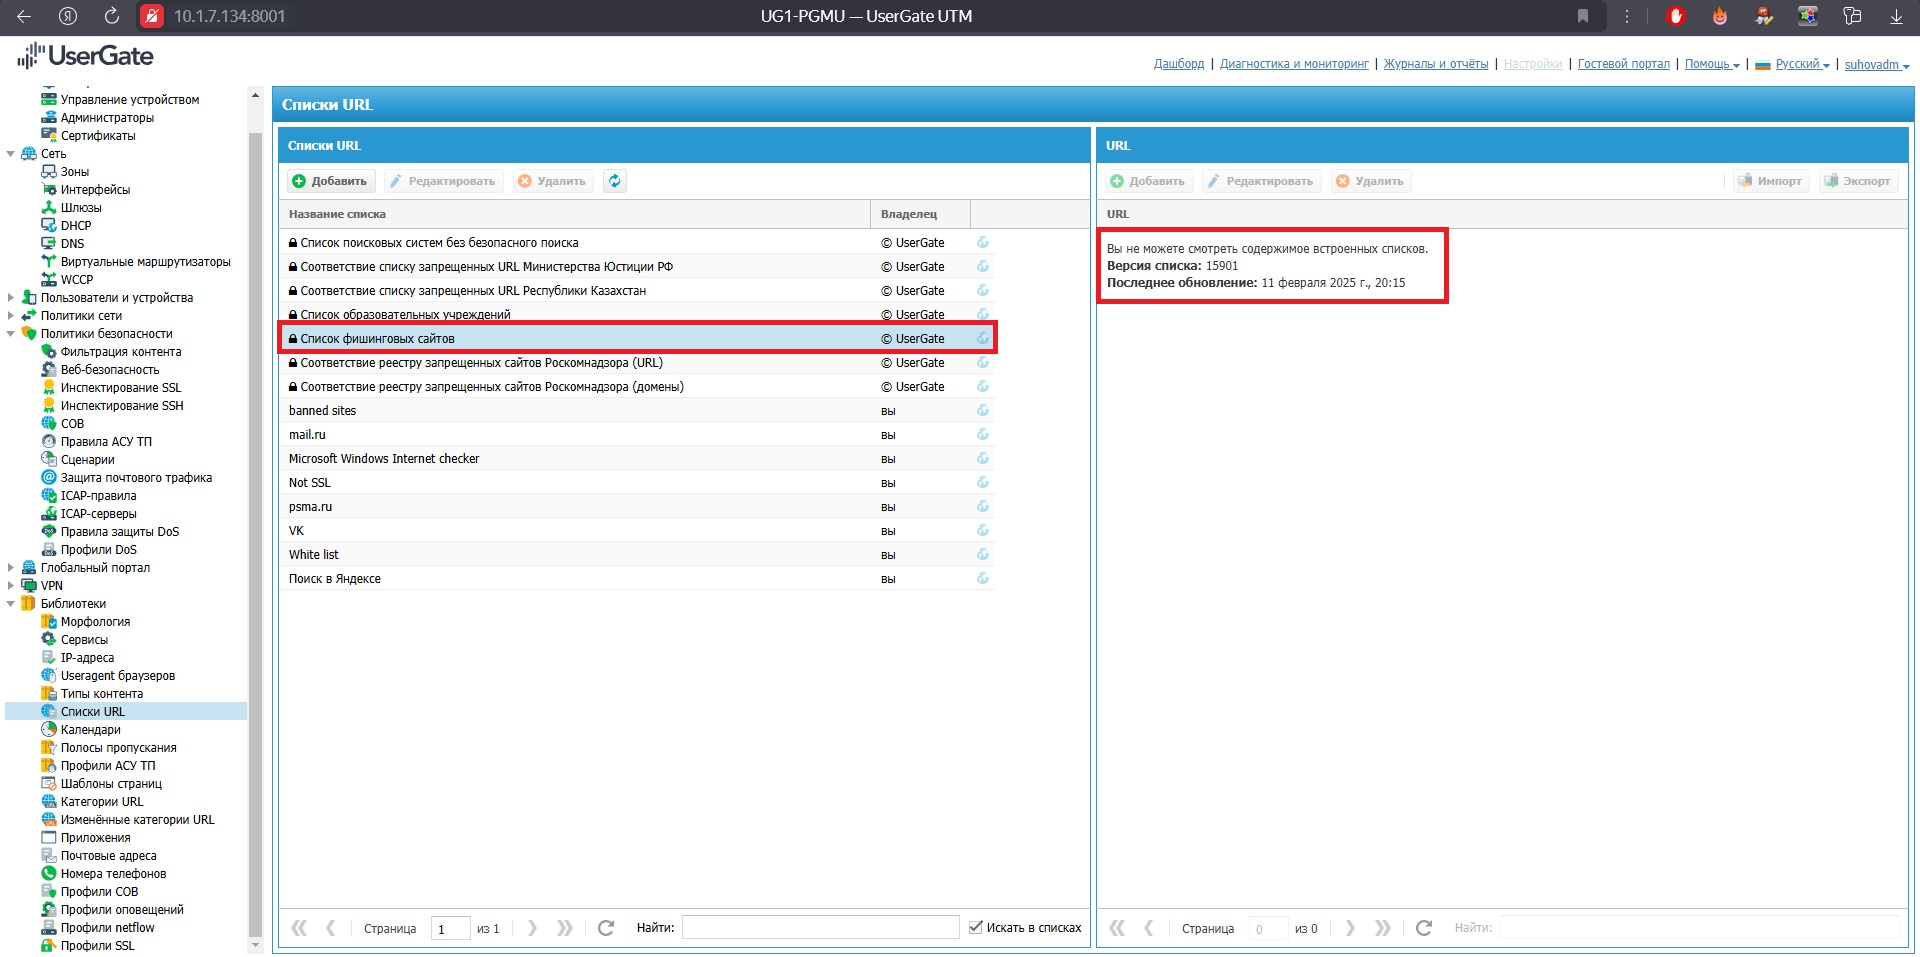 10.1.7.134:8001
UG1-PGMU — UserGate UTM
UserGate
Дашборд | Диагностика и мониторинг | Журналы и отчёты | Настройки | Гостевой портал | Помощь | Русский | suhovadm
Управление устройством
Администраторы
Сертификаты
Сеть
Зоны
Интерфейсы
Шлюзы
DHCP
DNS
Виртуальные маршрутизаторы
WCCP
Пользователи и устройства
Политики сети
Политики безопасности
Фильтрация контента
Веб-безопасность
Инспектирование SSL
Инспектирование SSH
СОВ
Правила АСУ ТП
Сценарии
Защита почтового трафика
ICAP-правила
ICAP-серверы
Правила защиты DoS
Профили DoS
Глобальный портал
VPN
Библиотеки
Морфология
Сервисы
IP-адреса
Useragent браузеров
Типы контента
Списки URL
Календари
Полосы пропускания
Профили АСУ ТП
Шаблоны страниц
Категории URL
Изменённые категории URL
Приложения
Почтовые адреса
Номера телефонов
Профили СОВ
Профили оповещений
Профили netflow
Профили SSL
Списки URL
Списки URL
Добавить Редактировать Удалить
Название списка Владелец
Список поисковых систем без безопасного поиска © UserGate
Соответствие списку запрещенных URL Министерства Юстиции РФ © UserGate
Соответствие списку запрещенных URL Республики Казахстан © UserGate
Список образовательных учреждений © UserGate
Список фишинговых сайтов © UserGate
Соответствие реестру запрещенных сайтов Роскомнадзора (URL) © UserGate
Соответствие реестру запрещенных сайтов Роскомнадзора (домены) © UserGate
banned sites вы
mail.ru вы
Microsoft Windows Internet checker вы
Not SSL вы
psma.ru вы
VK вы
White list вы
Поиск в Яндексе вы
Страница 1 из 1 Найти: Искать в списках
URL
Добавить Редактировать Удалить Импорт Экспорт
URL
Вы не можете смотреть содержимое встроенных списков.
Версия списка: 15901
Последнее обновление: 11 февраля 2025 г., 20:15
Страница 0 из 0 Найти: